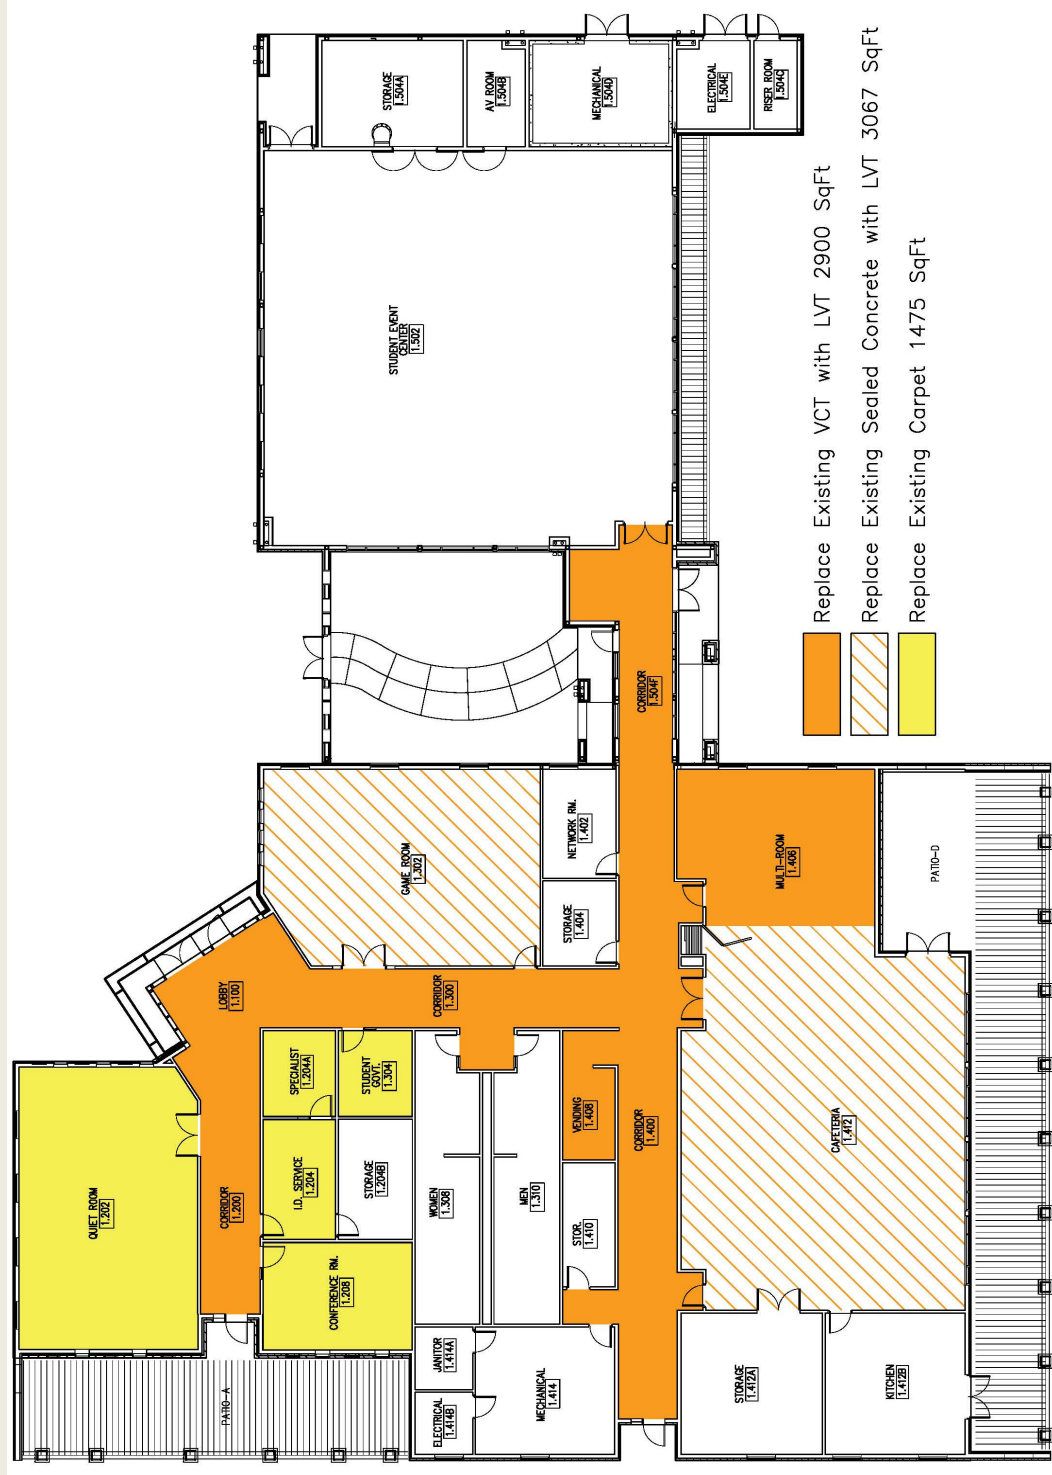 STORAGE
1.504A
AV ROOM
1.504B
MECHANICAL
1.504D
ELECTRICAL
1.504E
RISER ROOM
1.504C
STUDENT EVENT
CENTER
1.502
CORRIDOR
1.504F
GAME ROOM
1.302
NETWORK RM.
1.402
STORAGE
1.404
MULTI-ROOM
1.406
PATIO-D
LOBBY
1.100
CORRIDOR
1.300
SPECIALIST
1.204A
STUDENT
GOVT.
1.304
QUIET ROOM
1.202
CORRIDOR
1.200
I.D. SERVICE
1.204
STORAGE
1.204B
CONFERENCE RM.
1.208
WOMEN
1.308
MEN
1.310
VENDING
1.408
STOR.
1.410
CORRIDOR
1.400
CAFETERIA
1.412
PATIO-A
JANITOR
1.414A
ELECTRICAL
1.414B
MECHANICAL
1.414
STORAGE
1.412A
KITCHEN
1.412B
Replace Existing VCT with LVT 2900 SqFt
Replace Existing Sealed Concrete with LVT 3067 SqFt
Replace Existing Carpet 1475 SqFt